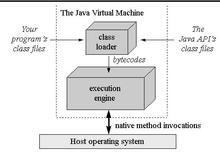 The Java Virtual Machine
Your
program's
class files
class
loader
The
Java API's
class files
bytecodes
execution
engine
native method invocations
Host operating system